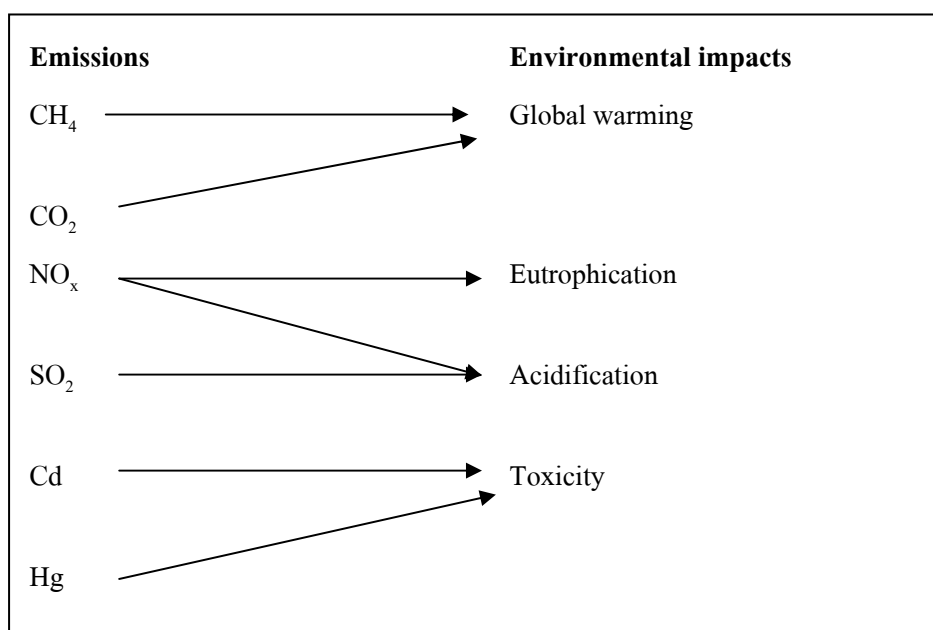 Emissions Environmental impacts
CH₄ Global warming
CO₂
NOₓ Eutrophication
SO₂ Acidification
Cd Toxicity
Hg